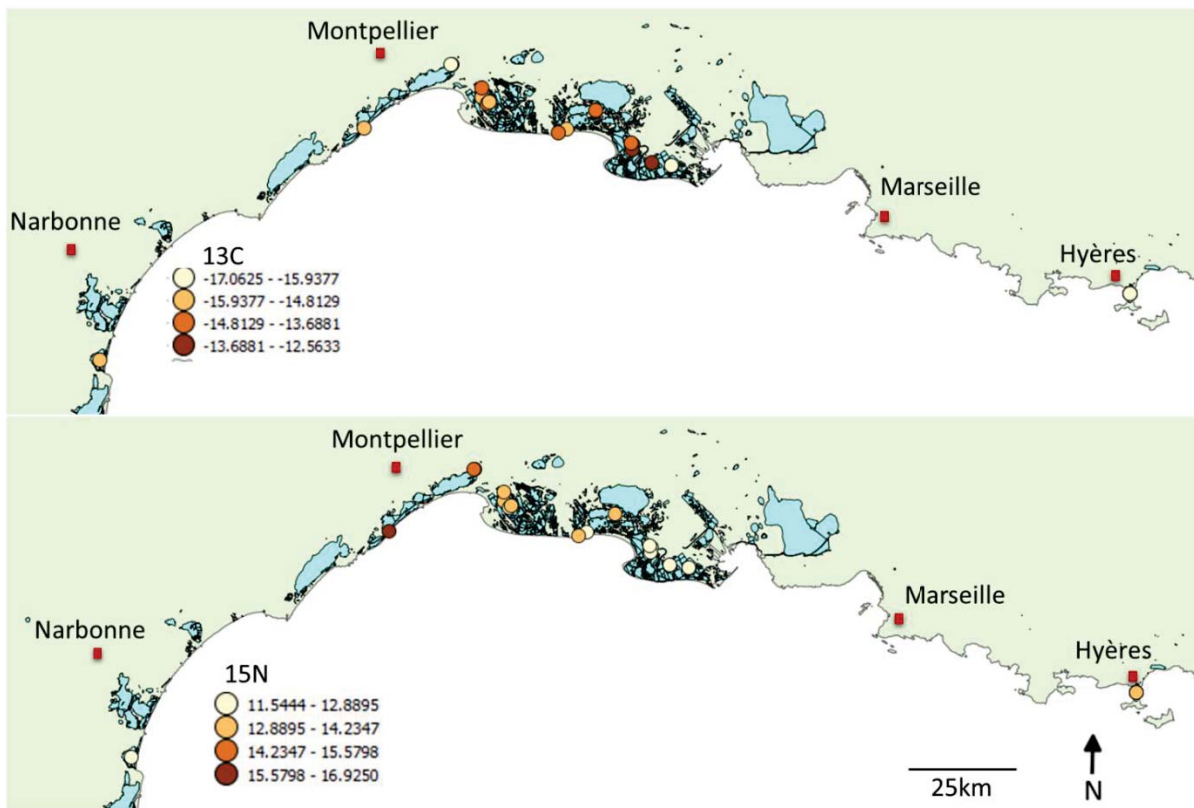 Montpellier
Marseille
Narbonne
Hyères
13C
-17.0625 - -15.9377
-15.9377 - -14.8129
-14.8129 - -13.6881
-13.6881 - -12.5633
Montpellier
Marseille
Narbonne
Hyères
15N
11.5444 - 12.8895
12.8895 - 14.2347
14.2347 - 15.5798
15.5798 - 16.9250
25km
N